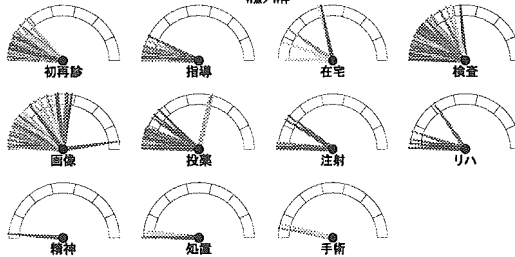 初再診 指導 在宅 検査
画像 投薬 注射 リハ
精神 処置 手術